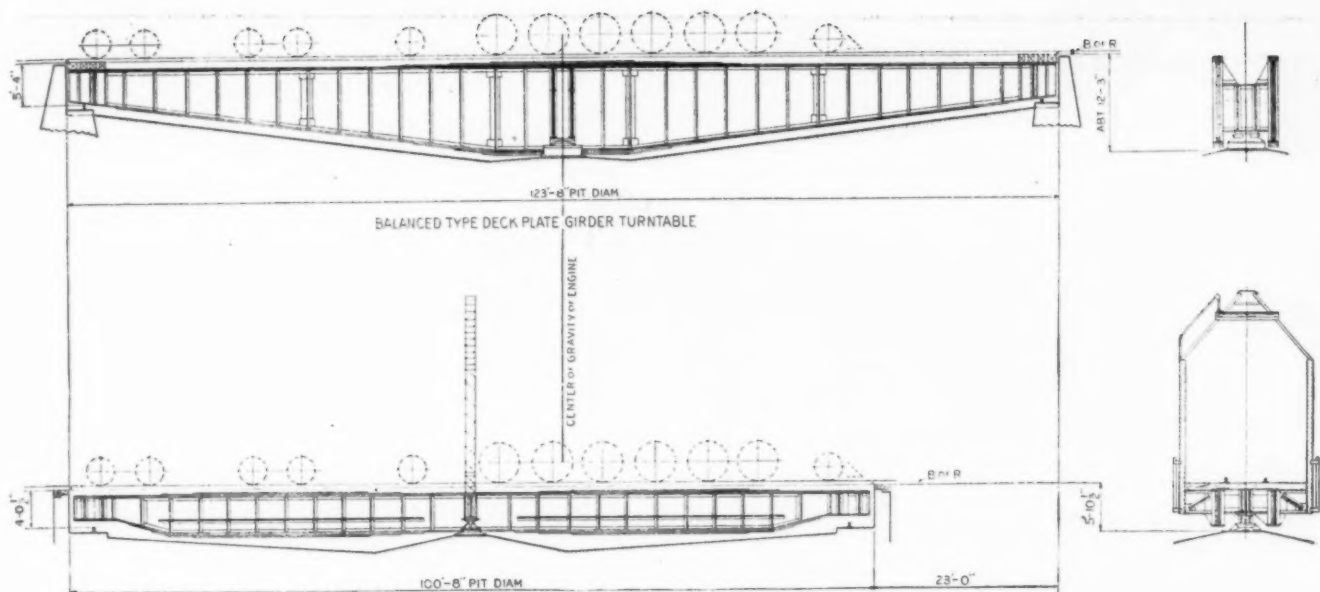 B OF R
5'-4"
ABT 12'-3"
123'-8" PIT DIAM
BALANCED TYPE DECK PLATE GIRDER TURNTABLE
CENTER OF GRAVITY OF ENGINE
B OF R
4'-0½"
5'-10½"
100'-8" PIT DIAM
23'-0"